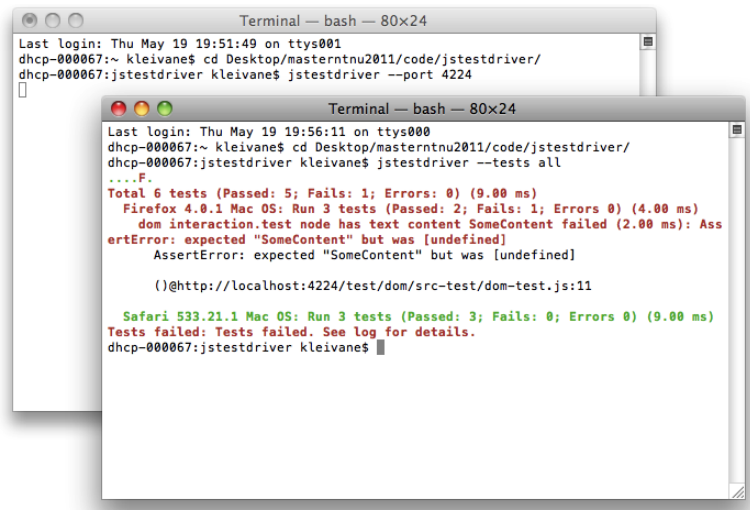 Terminal — bash — 80×24
Last login: Thu May 19 19:51:49 on ttys001
dhcp-000067:~ kleivane$ cd Desktop/masterntnu2011/code/jstestdriver/
dhcp-000067:jstestdriver kleivane$ jstestdriver --port 4224
Terminal — bash — 80×24
Last login: Thu May 19 19:56:11 on ttys000
dhcp-000067:~ kleivane$ cd Desktop/masterntnu2011/code/jstestdriver/
dhcp-000067:jstestdriver kleivane$ jstestdriver --tests all
....F.
Total 6 tests (Passed: 5; Fails: 1; Errors: 0) (9.00 ms)
Firefox 4.0.1 Mac OS: Run 3 tests (Passed: 2; Fails: 1; Errors 0) (4.00 ms)
dom interaction.test node has text content SomeContent failed (2.00 ms): Ass
ertError: expected "SomeContent" but was [undefined]
AssertError: expected "SomeContent" but was [undefined]
()@http://localhost:4224/test/dom/src-test/dom-test.js:11
Safari 533.21.1 Mac OS: Run 3 tests (Passed: 3; Fails: 0; Errors 0) (9.00 ms)
Tests failed: Tests failed. See log for details.
dhcp-000067:jstestdriver kleivane$